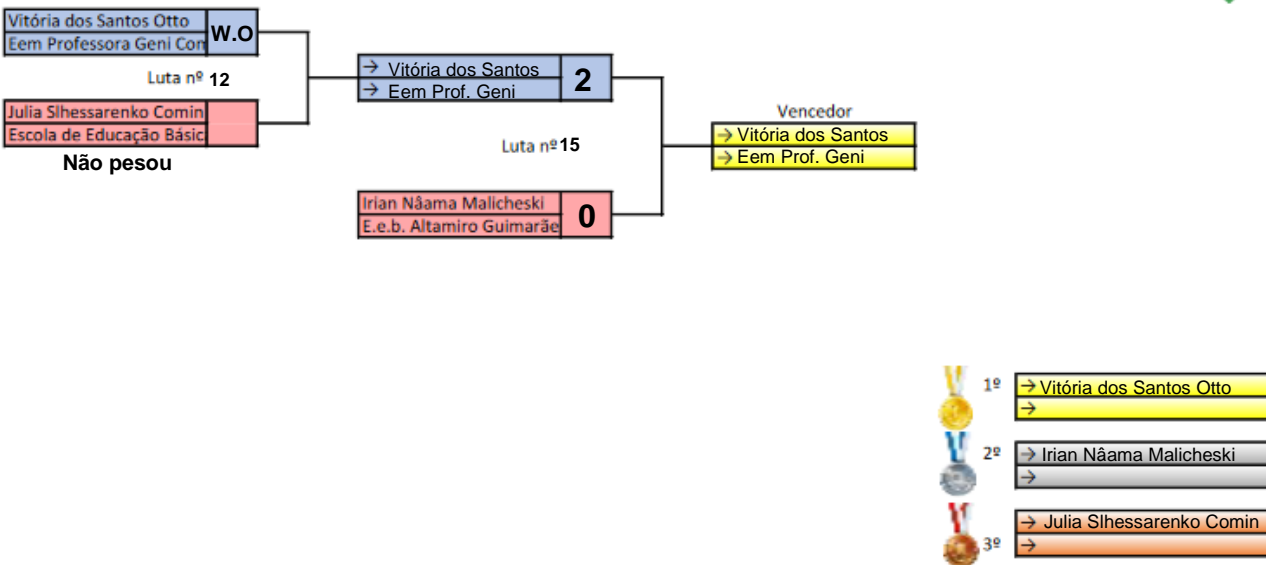 Vitória dos Santos Otto
Eem Professora Geni Con
W.O
Luta nº 12
Julia Slhessarenko Comin
Escola de Educação Básic
Não pesou
→ Vitória dos Santos
→ Eem Prof. Geni
2
Luta nº 15
Irian Nâama Malicheski
E.e.b. Altamiro Guimarãe
0
Vencedor
→ Vitória dos Santos
→ Eem Prof. Geni
1º → Vitória dos Santos Otto
→
2º → Irian Nâama Malicheski
→
3º → Julia Slhessarenko Comin
→